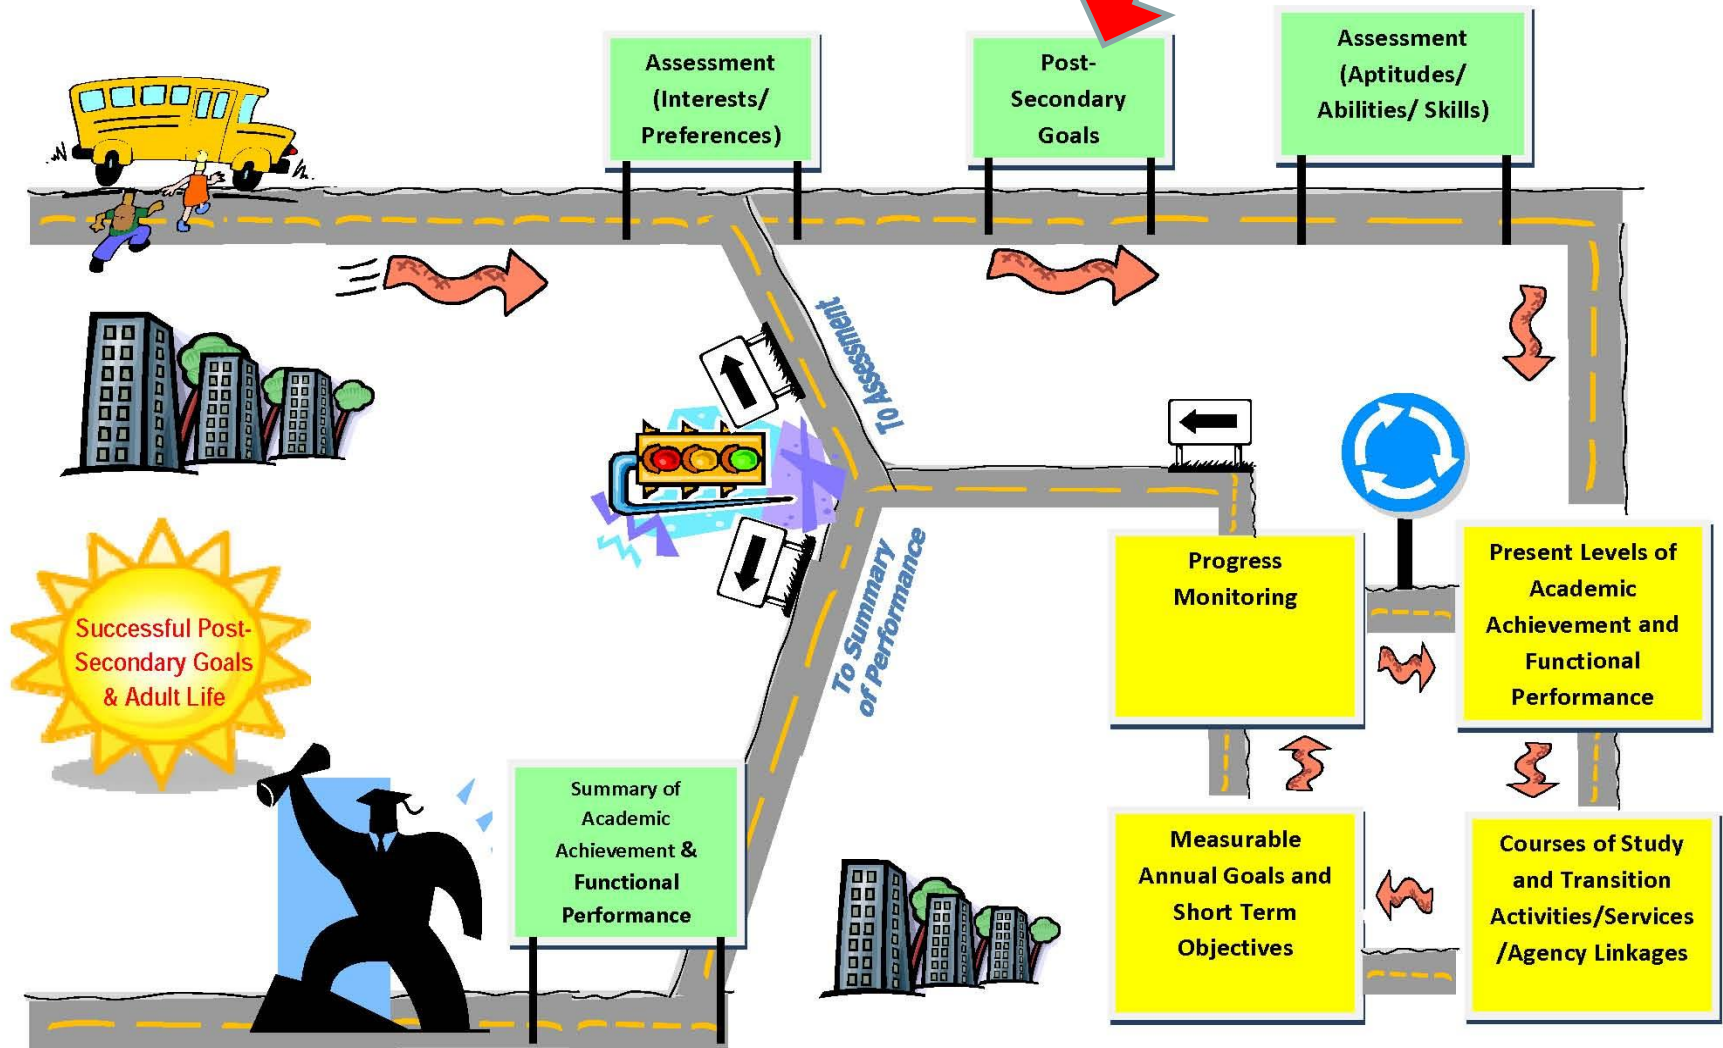 Assessment
(Interests/
Preferences)
Post-
Secondary
Goals
Assessment
(Aptitudes/
Abilities/ Skills)
To Assessment
To Summary
of Performance
Progress
Monitoring
Present Levels of
Academic
Achievement and
Functional
Performance
Courses of Study
and Transition
Activities/Services
/Agency Linkages
Measurable
Annual Goals and
Short Term
Objectives
Summary of
Academic
Achievement &
Functional
Performance
Successful Post-
Secondary Goals
& Adult Life